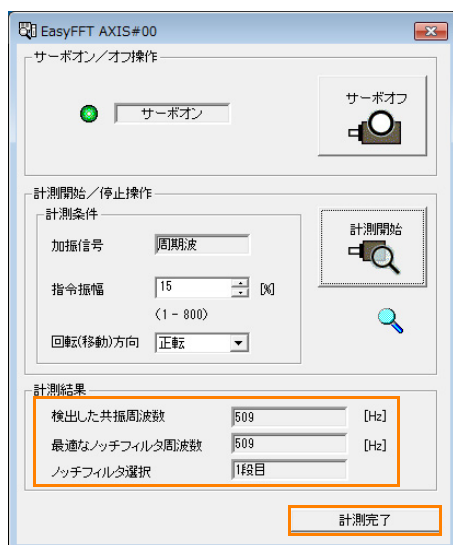 EasyFFT AXIS#00
サーボオン/オフ操作
サーボオン
サーボオフ
計測開始/停止操作
計測条件
加振信号 周期波
計測開始
指令振幅 15 [%]
(1 - 800)
回転(移動)方向 正転
計測結果
検出した共振周波数 509 [Hz]
最適なノッチフィルタ周波数 509 [Hz]
ノッチフィルタ選択 1段目
計測完了